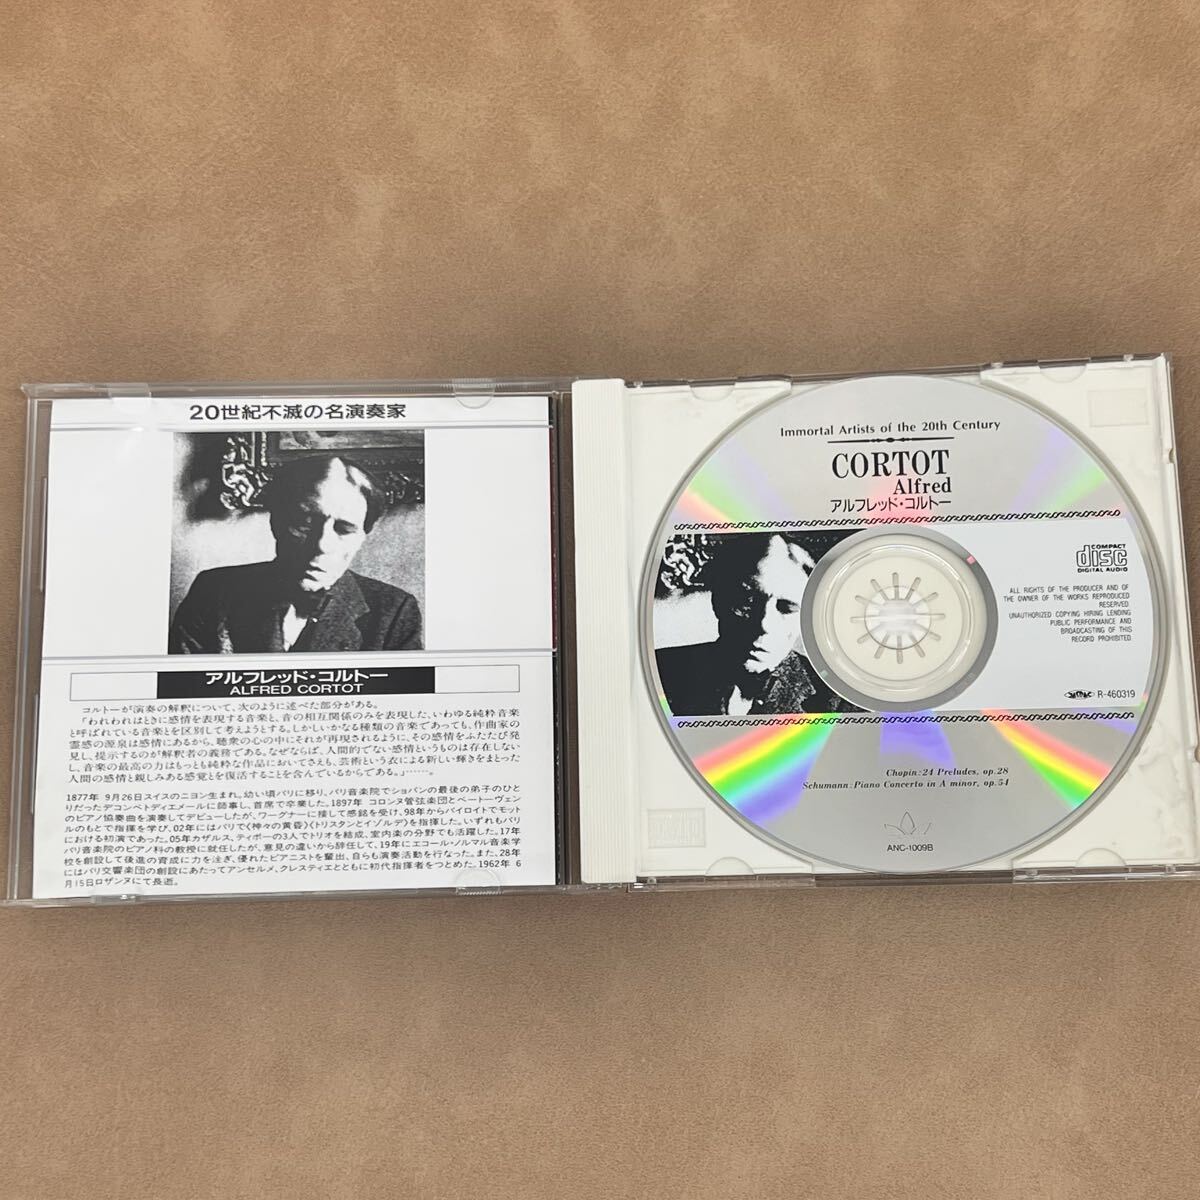 20世紀不滅の名演奏家
アルフレッド・コルトー
ALFRED CORTOT
コルトーが演奏の解釈について、次のように述べた部分がある。
「われわれはときに感情を表現する音楽と、音の相互関係のみを表現した、いわゆる純粋音楽
と呼ばれている音楽とを区別して考えようとする。しかしいかなる種類の音楽であっても、作曲家の
霊感の源泉は感情にあるから、聴衆の心の中にそれが再現されるように、その感情をふたたび発
見し、提示するのが解釈者の義務である。なぜならば、人間的でない感情というものは存在しない
し、音楽の最高の力はもっとも純粋な作品においてさえも、芸術という衣による新しい輝きをまとった
人間の感情と親しみある感覚とを復活することを含んでいるからである。」……。
1877年 9月26日スイスのニヨン生まれ。幼い頃パリに移り、パリ音楽院でショパンの最後の弟子のひと
りだったデコンベトディエメールに師事し、首席で卒業した。1897年 コロンヌ管弦楽団とベートーヴェン
のピアノ協奏曲を演奏してデビューしたが、ワーグナーに接して感銘を受け、98年からバイロイトでモット
ルのもとで指揮を学び、02年にはパリで《神々の黄昏》《トリスタンとイゾルデ》を指揮した。いずれもパリ
における初演であった。05年カザルス、ティボーの3人でトリオを結成、室内楽の分野でも活躍した。17年
パリ音楽院のピアノ科の教授に就任したが、意見の違いから辞任して、19年にエコール・ノルマル音楽学
校を創設して後進の育成に力を注ぎ、優れたピアニストを輩出、自らも演奏活動を行なった。また、28年
にはパリ交響楽団の創設にあたってアンセルメ、クレスティエとともに初代指揮者をつとめた。1962年 6
月15日ロザンヌにて長逝。
Immortal Artists of the 20th Century
CORTOT
Alfred
アルフレッド・コルトー
COMPACT
disc
DIGITAL AUDIO
ALL RIGHTS OF THE PRODUCER AND OF
THE OWNER OF THE WORKS REPRODUCED
RESERVED.
UNAUTHORIZED COPYING HIRING LENDING
PUBLIC PERFORMANCE AND
BROADCASTING OF THIS
RECORD PROHIBITED.
R-460319
Chopin:24 Preludes, op.28
Schumann:Piano Concerto in A minor, op.54
ANC-1009B